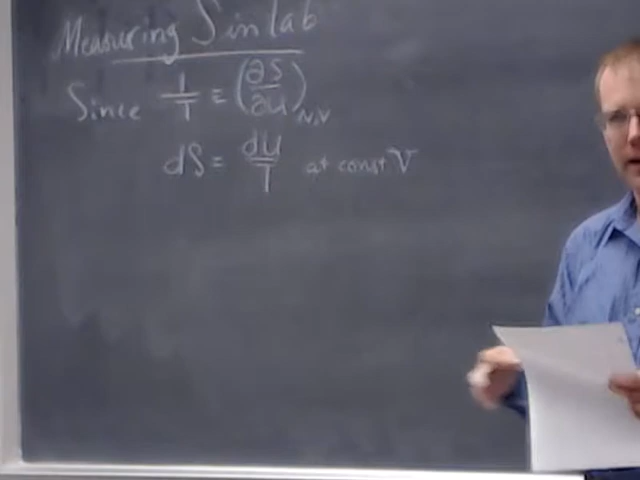 Measuring S in lab
Since 1/T ≡ (∂S/∂U)N,V
dS = dU/T at const V